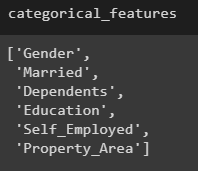 categorical_features
['Gender',
'Married',
'Dependents',
'Education',
'Self_Employed',
'Property_Area']